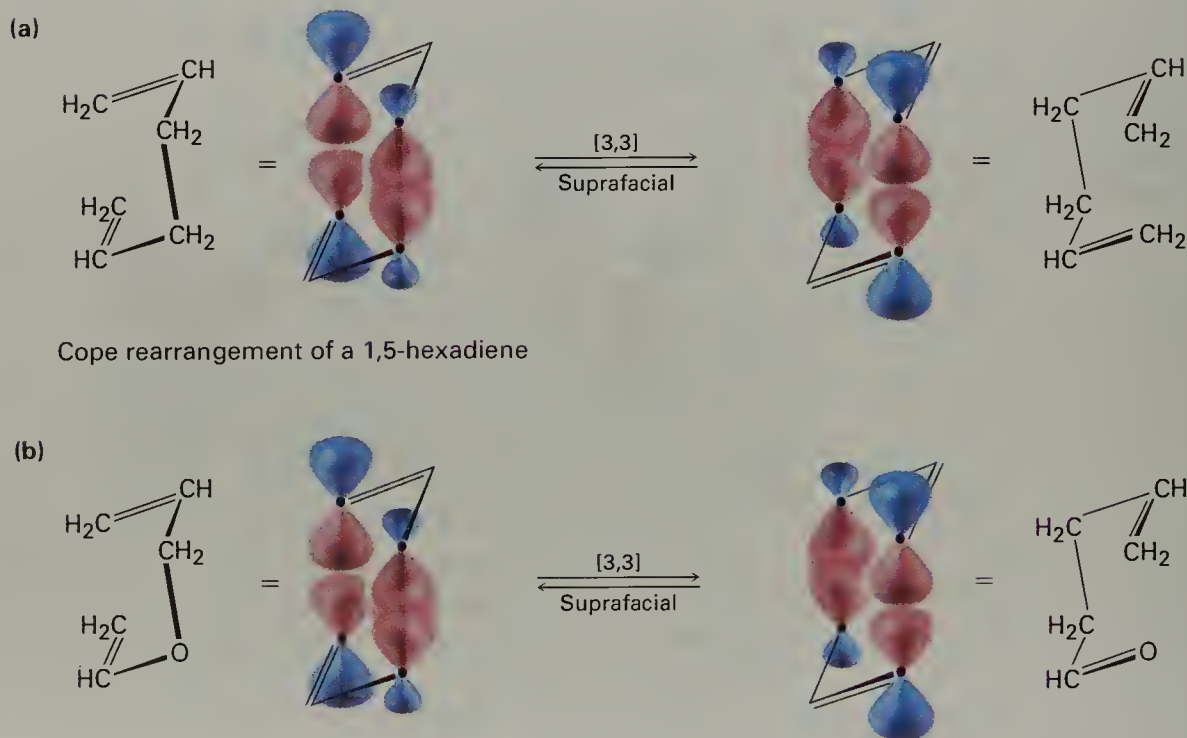 (a)
H₂C CH
CH₂
H₂C
HC CH₂
=
[3,3]
Suprafacial
=
H₂C CH
CH₂
H₂C
HC CH₂
Cope rearrangement of a 1,5-hexadiene
(b)
H₂C CH
CH₂
H₂C
HC O
=
[3,3]
Suprafacial
=
H₂C CH
CH₂
H₂C
HC O